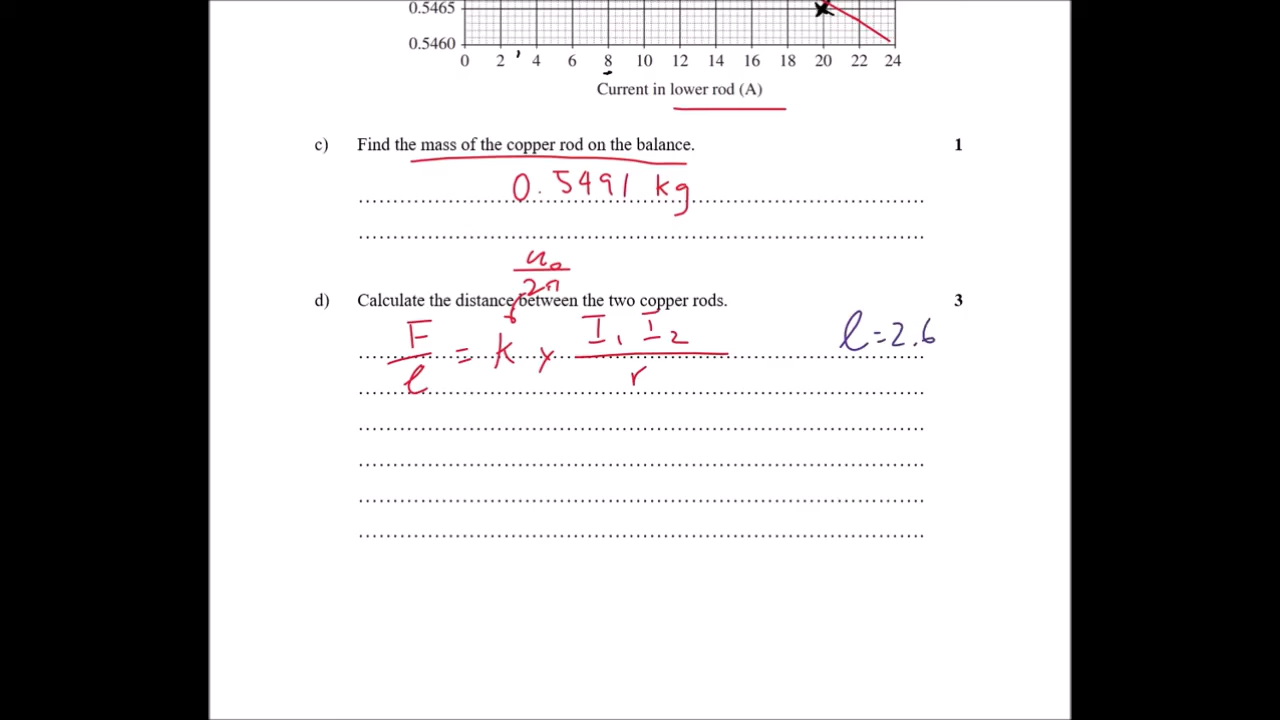 0.5465
0.5460
0 2 4 6 8 10 12 14 16 18 20 22 24
Current in lower rod (A)
c) Find the mass of the copper rod on the balance. 1
0.5491 kg
μ₀
2π
d) Calculate the distance between the two copper rods. 3
F/l = k × I₁ I₂ / r
l = 2.6